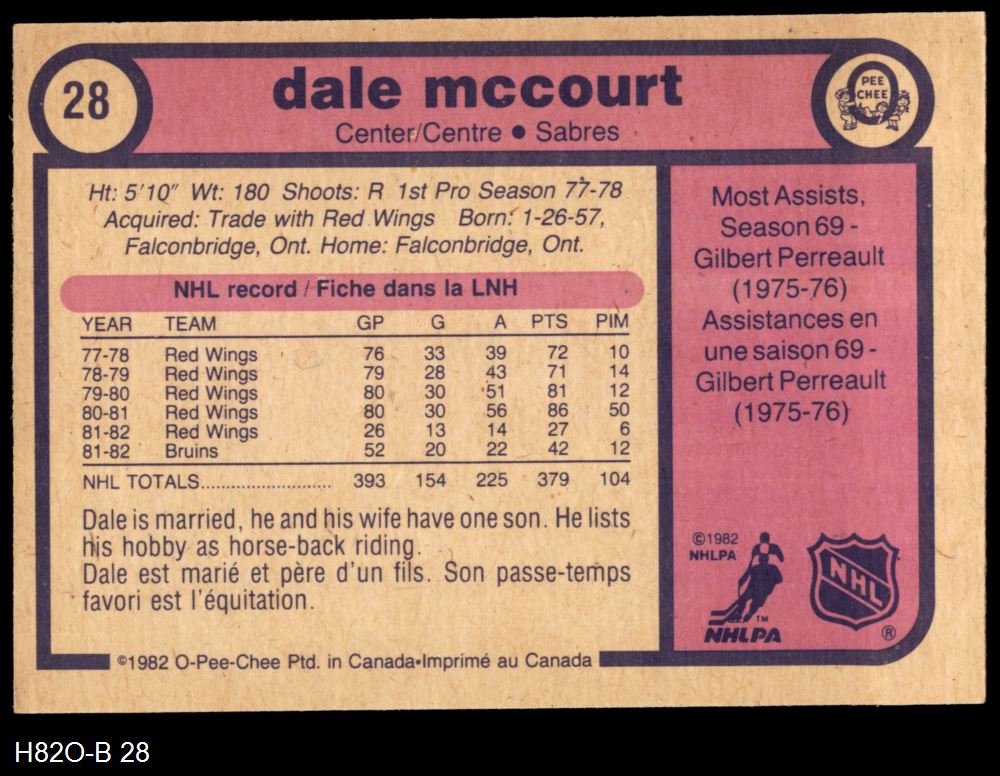 28
dale mccourt
PEE
CHEE
Center/Centre • Sabres
Ht: 5'10" Wt: 180 Shoots: R 1st Pro Season 77-78
Acquired: Trade with Red Wings Born: 1-26-57,
Falconbridge, Ont. Home: Falconbridge, Ont.
NHL record / Fiche dans la LNH
YEAR TEAM GP G A PTS PIM
77-78 Red Wings 76 33 39 72 10
78-79 Red Wings 79 28 43 71 14
79-80 Red Wings 80 30 51 81 12
80-81 Red Wings 80 30 56 86 50
81-82 Red Wings 26 13 14 27 6
81-82 Bruins 52 20 22 42 12
NHL TOTALS........................ 393 154 225 379 104
Dale is married, he and his wife have one son. He lists
his hobby as horse-back riding.
Dale est marié et père d'un fils. Son passe-temps
favori est l'équitation.
©1982 O-Pee-Chee Ptd. in Canada•Imprimé au Canada
Most Assists,
Season 69 -
Gilbert Perreault
(1975-76)
Assistances en
une saison 69 -
Gilbert Perreault
(1975-76)
©1982
NHLPA
TM
NHLPA
NHL
®
H82O-B 28